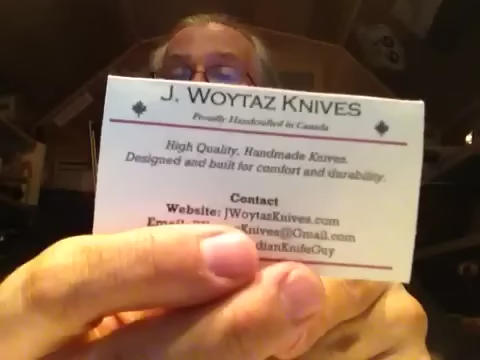 J. WOYTAZ KNIVES
Proudly Handcrafted in Canada
High Quality, Handmade Knives.
Designed and built for comfort and durability.
Contact
Website: JWoytazKnives.com
Email: Knives@Gmail.com
dianKnifeGuy